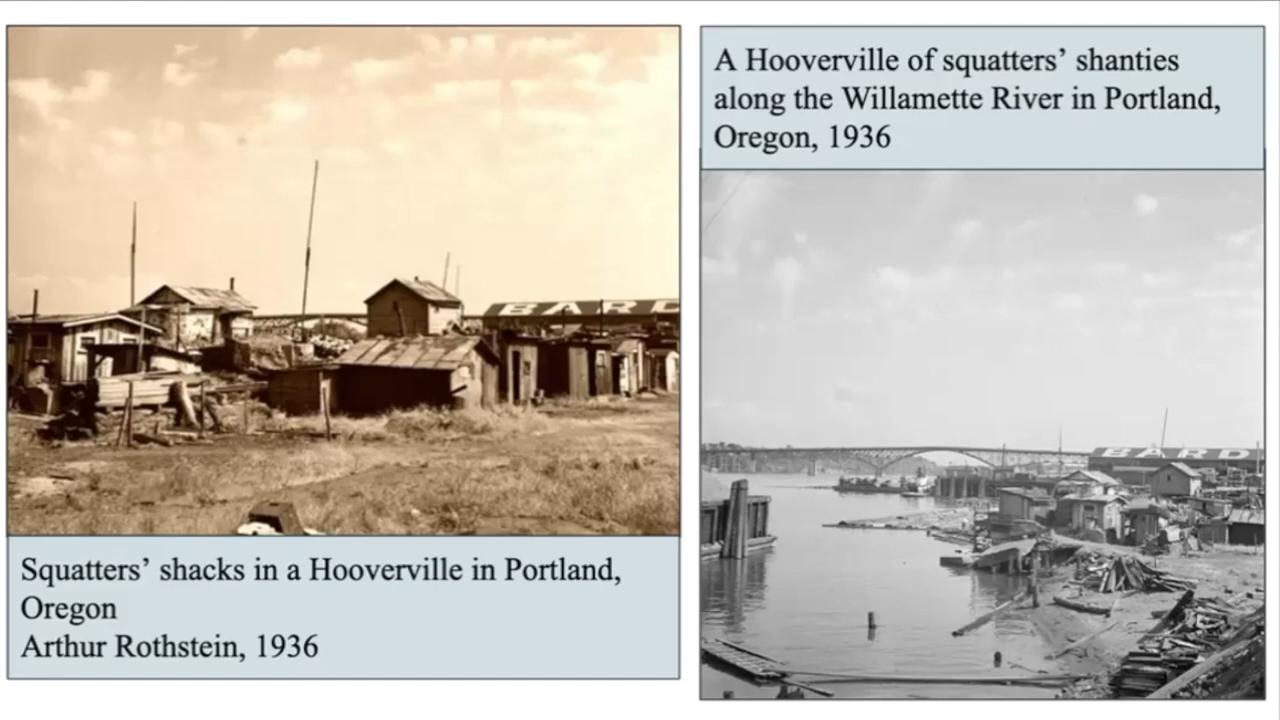 BARD
Squatters’ shacks in a Hooverville in Portland,
Oregon
Arthur Rothstein, 1936
A Hooverville of squatters’ shanties
along the Willamette River in Portland,
Oregon, 1936
BARD